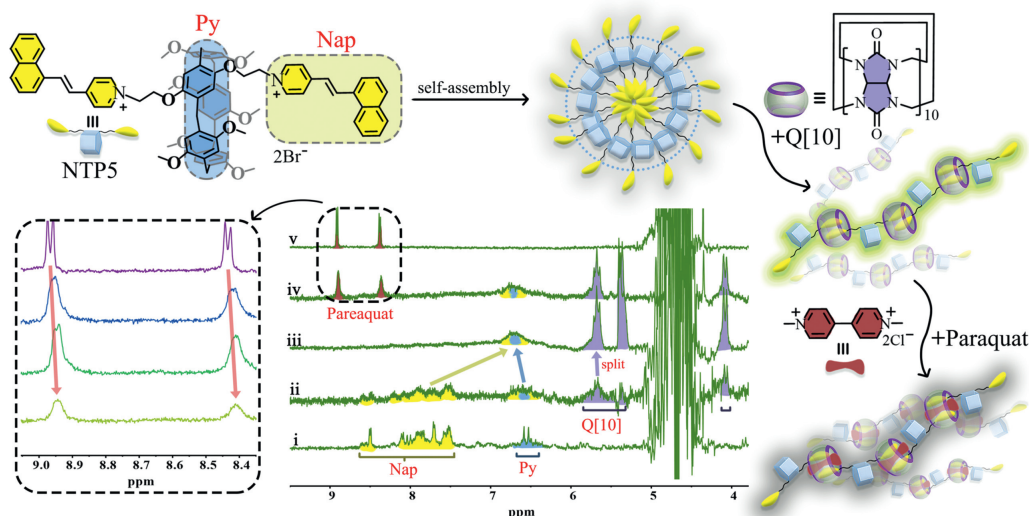 Py
Nap
O
O
O
O
O
O
O
O
O
O
N
+
N
+
2Br⁻
III
NTP5
self-assembly
≡
+Q[10]
O
N
N
N
N
O
10
v
iv
iii
ii
i
Pareaquat
split
Q[10]
Nap
Py
9.0
8.9
8.8
8.7
8.6
8.5
8.4
ppm
9
8
7
6
5
4
ppm
+
N
+
N
2Cl⁻
III
+Paraquat